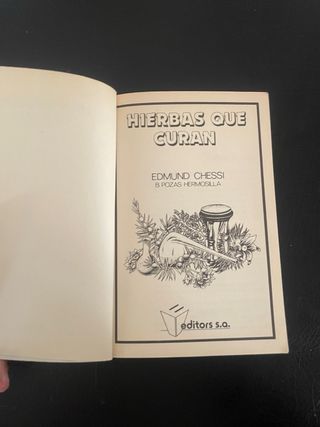 HIERBAS QUE
CURAN
EDMUND CHESSI
B. POZAS HERMOSILLA
editors s.a.